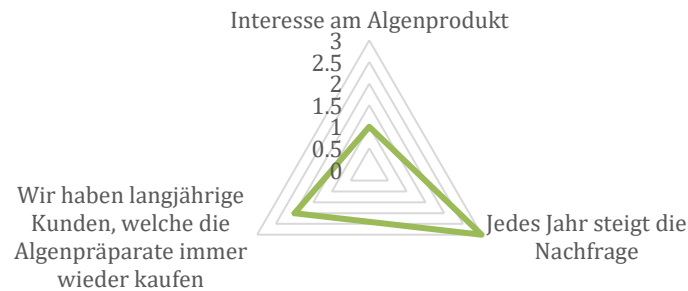 Interesse am Algenprodukt
3
2.5
2
1.5
1
0.5
0
Wir haben langjährige
Kunden, welche die
Algenpräparate immer
wieder kaufen
Jedes Jahr steigt die
Nachfrage